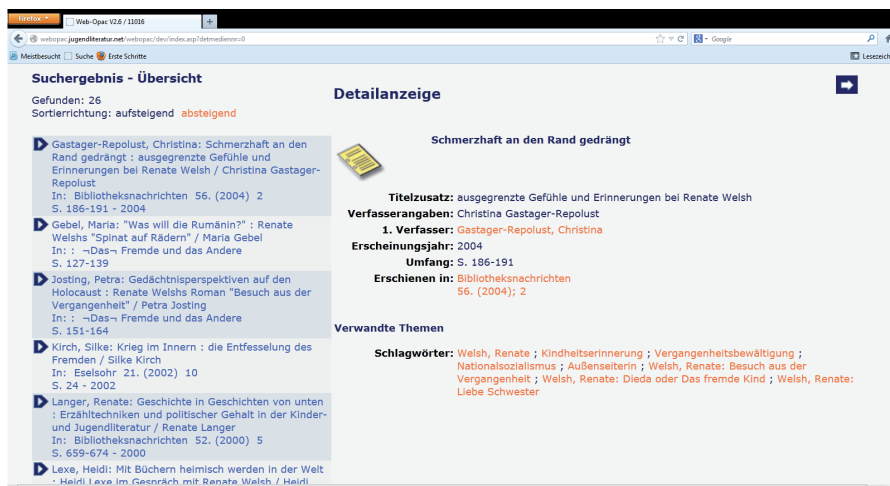 Firefox
Web-Opac V2.6 / 11016
webopac.jugendliteratur.net/webopac/dev/index.asp?detmediennr=0
Google
Meistbesucht
Suche
Erste Schritte
Lesezeich
Suchergebnis - Übersicht
Gefunden: 26
Sortierrichtung: aufsteigend absteigend
Gastager-Repolust, Christina: Schmerzhaft an den
Rand gedrängt : ausgegrenzte Gefühle und
Erinnerungen bei Renate Welsh / Christina Gastager-
Repolust
In: Bibliotheksnachrichten 56. (2004) 2
S. 186-191 - 2004
Gebel, Maria: "Was will die Rumänin?" : Renate
Welshs "Spinat auf Rädern" / Maria Gebel
In: : ¬Das¬ Fremde und das Andere
S. 127-139
Josting, Petra: Gedächtnisperspektiven auf den
Holocaust : Renate Welshs Roman "Besuch aus der
Vergangenheit" / Petra Josting
In: : ¬Das¬ Fremde und das Andere
S. 151-164
Kirch, Silke: Krieg im Innern : die Entfesselung des
Fremden / Silke Kirch
In: Eselsohr 21. (2002) 10
S. 24 - 2002
Langer, Renate: Geschichte in Geschichten von unten
: Erzähltechniken und politischer Gehalt in der Kinder-
und Jugendliteratur / Renate Langer
In: Bibliotheksnachrichten 52. (2000) 5
S. 659-674 - 2000
Lexe, Heidi: Mit Büchern heimisch werden in der Welt
: Heidi Lexe im Gespräch mit Renate Welsh / Heidi
Detailanzeige
Schmerzhaft an den Rand gedrängt
Titelzusatz: ausgegrenzte Gefühle und Erinnerungen bei Renate Welsh
Verfasserangaben: Christina Gastager-Repolust
1. Verfasser: Gastager-Repolust, Christina
Erscheinungsjahr: 2004
Umfang: S. 186-191
Erschienen in: Bibliotheksnachrichten
56. (2004); 2
Verwandte Themen
Schlagwörter: Welsh, Renate ; Kindheitserinnerung ; Vergangenheitsbewältigung ;
Nationalsozialismus ; Außenseiterin ; Welsh, Renate: Besuch aus der
Vergangenheit ; Welsh, Renate: Dieda oder Das fremde Kind ; Welsh, Renate:
Liebe Schwester